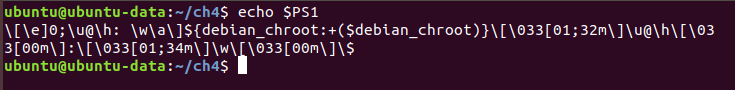 ubuntu@ubuntu-data:~/ch4$ echo $PS1
\[\e]0;\u@\h: \w\a\]${debian_chroot:+($debian_chroot)}\[\033[01;32m\]\u@\h\[\03
3[00m\]:\[\033[01;34m\]\w\[\033[00m\]\$
ubuntu@ubuntu-data:~/ch4$